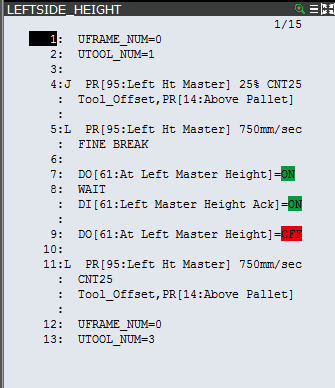 LEFTSIDE_HEIGHT
1/15
1: UFRAME_NUM=0
2: UTOOL_NUM=1
3:
4:J PR[95:Left Ht Master] 25% CNT25
: Tool_Offset,PR[14:Above Pallet]
:
5:L PR[95:Left Ht Master] 750mm/sec
: FINE BREAK
6:
7: DO[61:At Left Master Height]=ON
8: WAIT
: DI[61:Left Master Height Ack]=ON
:
9: DO[61:At Left Master Height]=OFF
10:
11:L PR[95:Left Ht Master] 750mm/sec
: CNT25
: Tool_Offset,PR[14:Above Pallet]
:
12: UFRAME_NUM=0
13: UTOOL_NUM=3